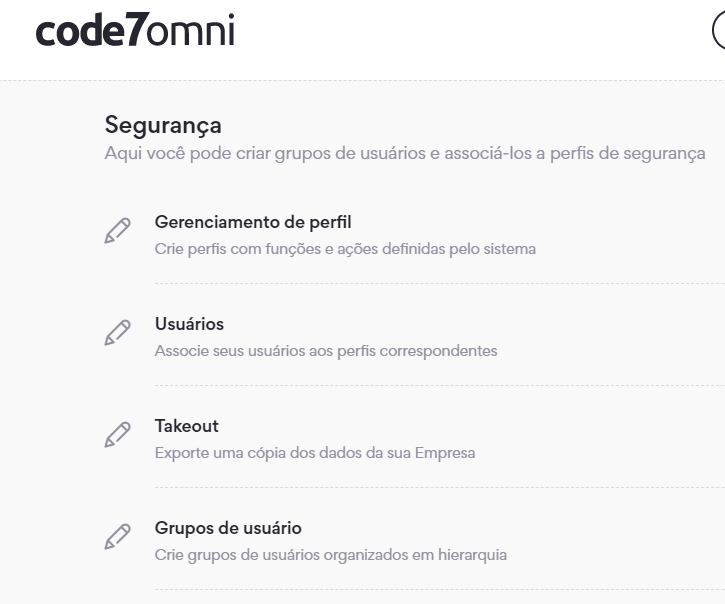 code7omni
Segurança
Aqui você pode criar grupos de usuários e associá-los a perfis de segurança
Gerenciamento de perfil
Crie perfis com funções e ações definidas pelo sistema
Usuários
Associe seus usuários aos perfis correspondentes
Takeout
Exporte uma cópia dos dados da sua Empresa
Grupos de usuário
Crie grupos de usuários organizados em hierarquia